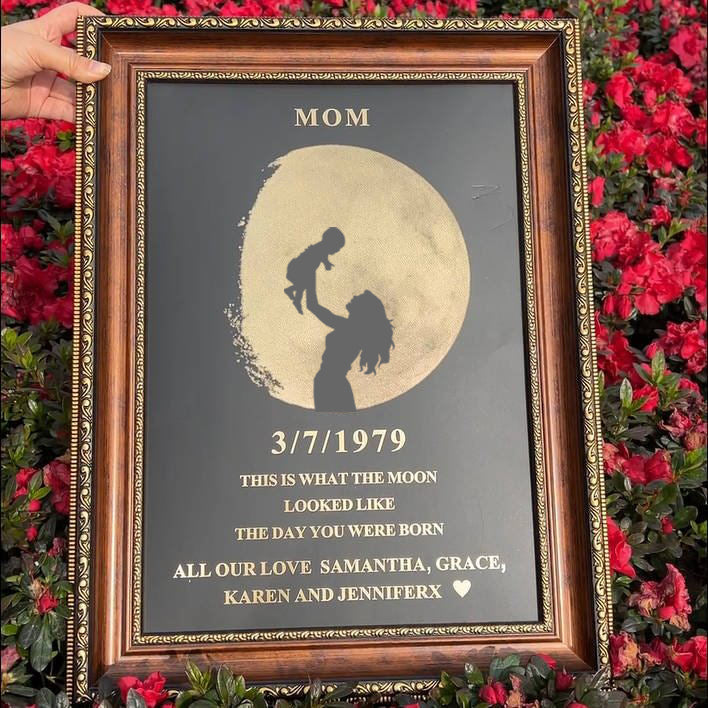 MOM
3/7/1979
THIS IS WHAT THE MOON
LOOKED LIKE
THE DAY YOU WERE BORN
ALL OUR LOVE SAMANTHA, GRACE,
KAREN AND JENNIFERX ♥